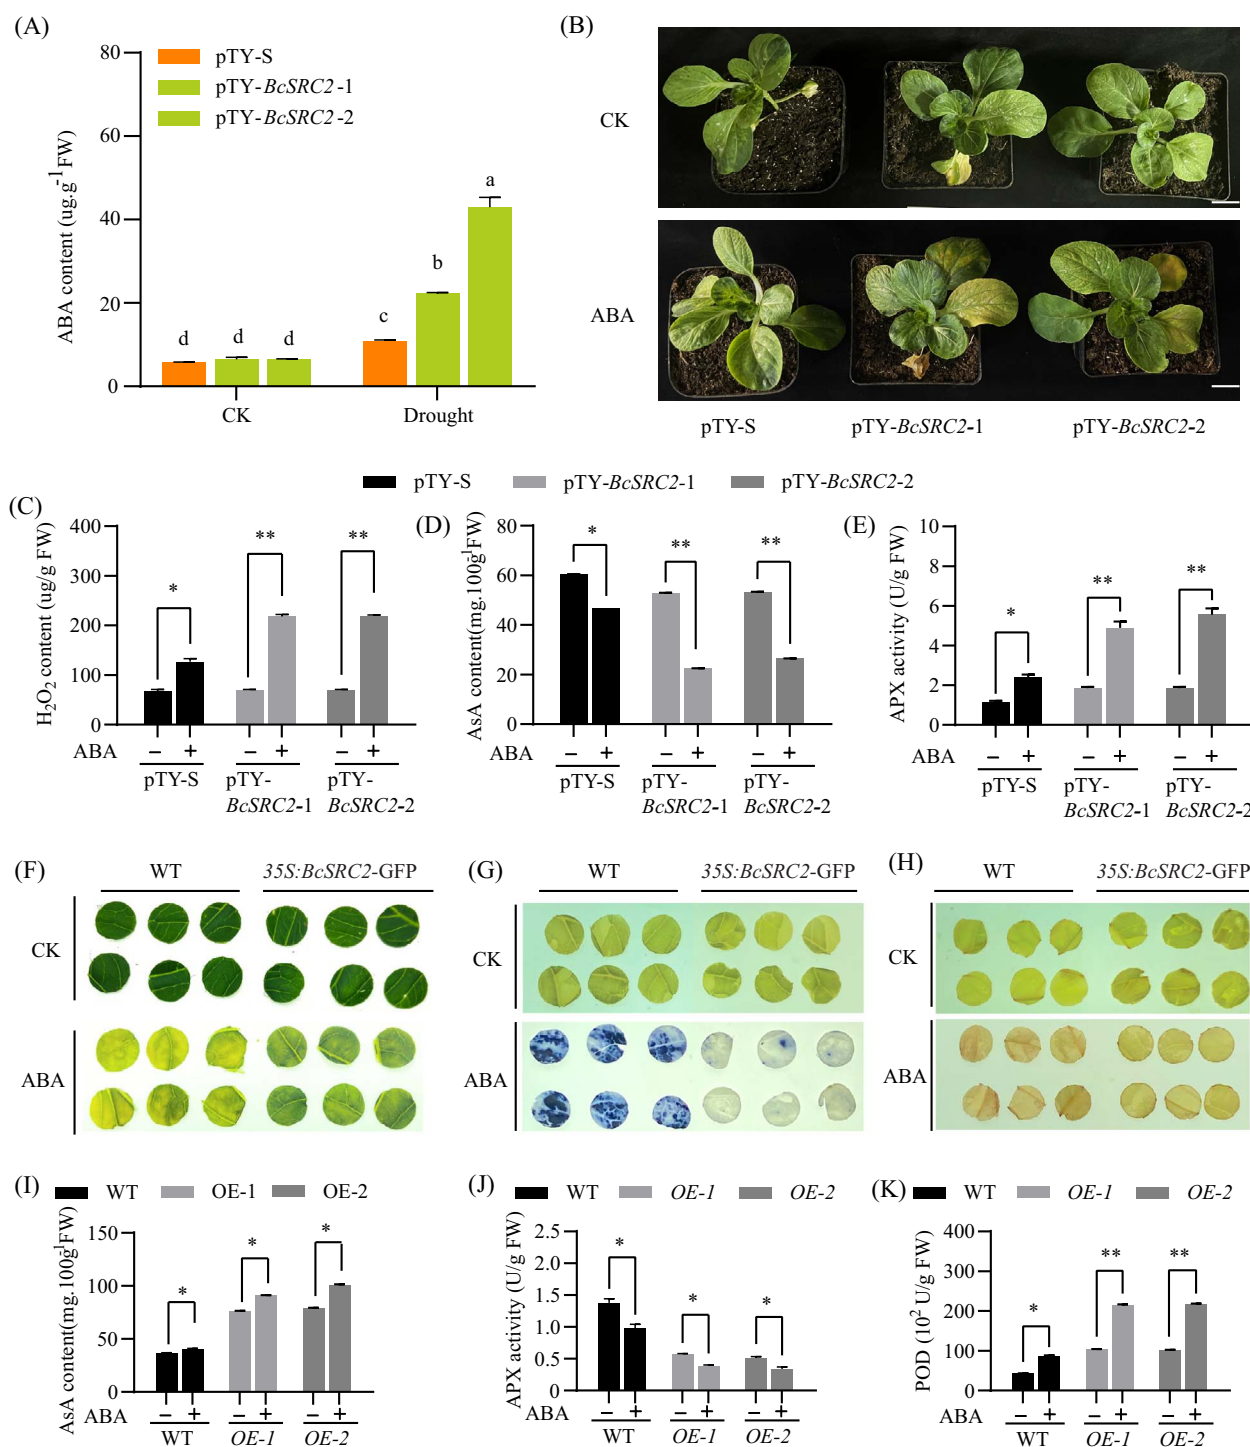 (A)
80
60
40
20
0
ABA content (ug.g-1FW)
pTY-S
pTY-BcSRC2-1
pTY-BcSRC2-2
d
d
d
c
b
a
CK
Drought
(B)
CK
ABA
pTY-S
pTY-BcSRC2-1
pTY-BcSRC2-2
pTY-S
pTY-BcSRC2-1
pTY-BcSRC2-2
(C)
H2O2 content (ug/g FW)
400
300
200
100
0
*
**
**
ABA
− + − + − +
pTY-S
pTY-
BcSRC2-1
pTY-
BcSRC2-2
(D)
AsA content(mg.100g-1FW)
80
60
40
20
0
*
**
**
ABA
− + − + − +
pTY-S
pTY-
BcSRC2-1
pTY-
BcSRC2-2
(E)
APX activity (U/g FW)
10
8
6
4
2
0
*
**
**
ABA
− + − + − +
pTY-S
pTY-
BcSRC2-1
pTY-
BcSRC2-2
(F)
WT
35S:BcSRC2-GFP
CK
ABA
(G)
WT
35S:BcSRC2-GFP
CK
ABA
(H)
WT
35S:BcSRC2-GFP
CK
ABA
(I)
WT
OE-1
OE-2
AsA content(mg.100g-1FW)
150
100
50
0
*
*
*
ABA
− + − + − +
WT
OE-1
OE-2
(J)
WT
OE-1
OE-2
APX activity (U/g FW)
2.5
2.0
1.5
1.0
0.5
0.0
*
*
*
ABA
− + − + − +
WT
OE-1
OE-2
(K)
WT
OE-1
OE-2
POD (10² U/g FW)
400
300
200
100
0
*
**
**
ABA
− + − + − +
WT
OE-1
OE-2